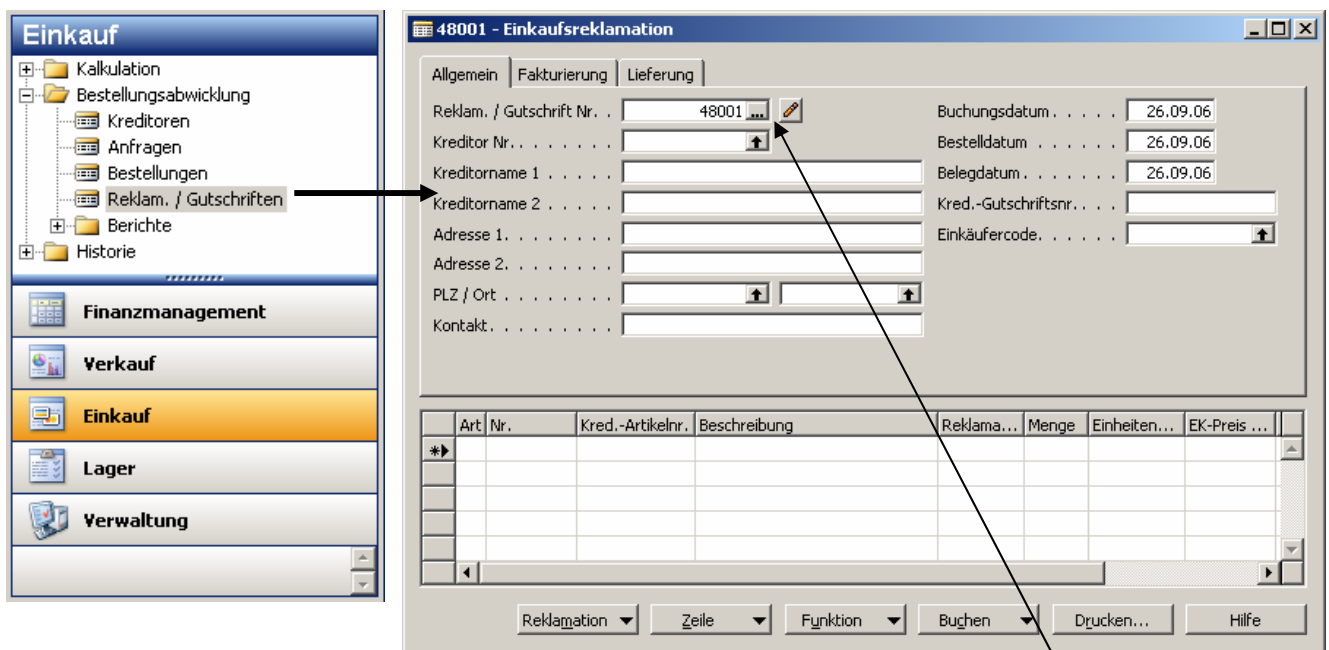 Einkauf
Kalkulation
Bestellungsabwicklung
Kreditoren
Anfragen
Bestellungen
Reklam. / Gutschriften
Berichte
Historie
Finanzmanagement
Verkauf
Einkauf
Lager
Verwaltung
48001 - Einkaufsreklamation
Allgemein Fakturierung Lieferung
Reklam. / Gutschrift Nr. . 48001 ... Buchungsdatum . . . . . 26.09.06
Kreditor Nr. . . . . . . . Bestelldatum . . . . . . 26.09.06
Kreditorname 1 . . . . . Belegdatum . . . . . . . 26.09.06
Kreditorname 2 . . . . . Kred.-Gutschriftsnr. . . .
Adresse 1. . . . . . . . Einkäufercode. . . . . .
Adresse 2. . . . . . . .
PLZ / Ort . . . . . . . .
Kontakt. . . . . . . . .
Art Nr. Kred.-Artikelnr. Beschreibung Reklama... Menge Einheiten... EK-Preis ...
Reklamation Zeile Funktion Buchen Drucken... Hilfe